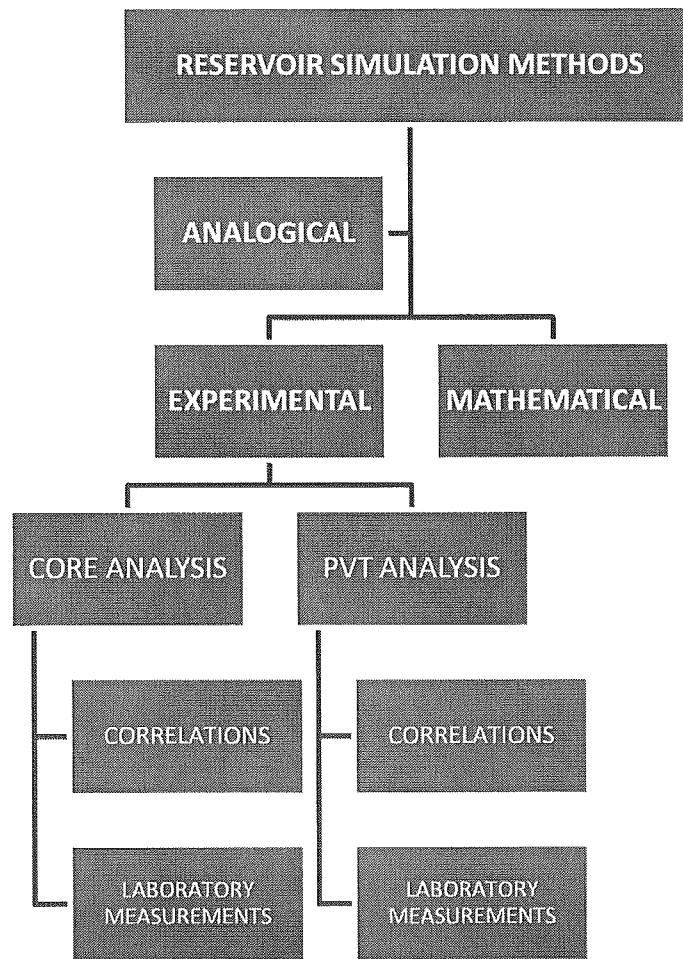 RESERVOIR SIMULATION METHODS
ANALOGICAL
EXPERIMENTAL
MATHEMATICAL
CORE ANALYSIS
PVT ANALYSIS
CORRELATIONS
CORRELATIONS
LABORATORY
MEASUREMENTS
LABORATORY
MEASUREMENTS